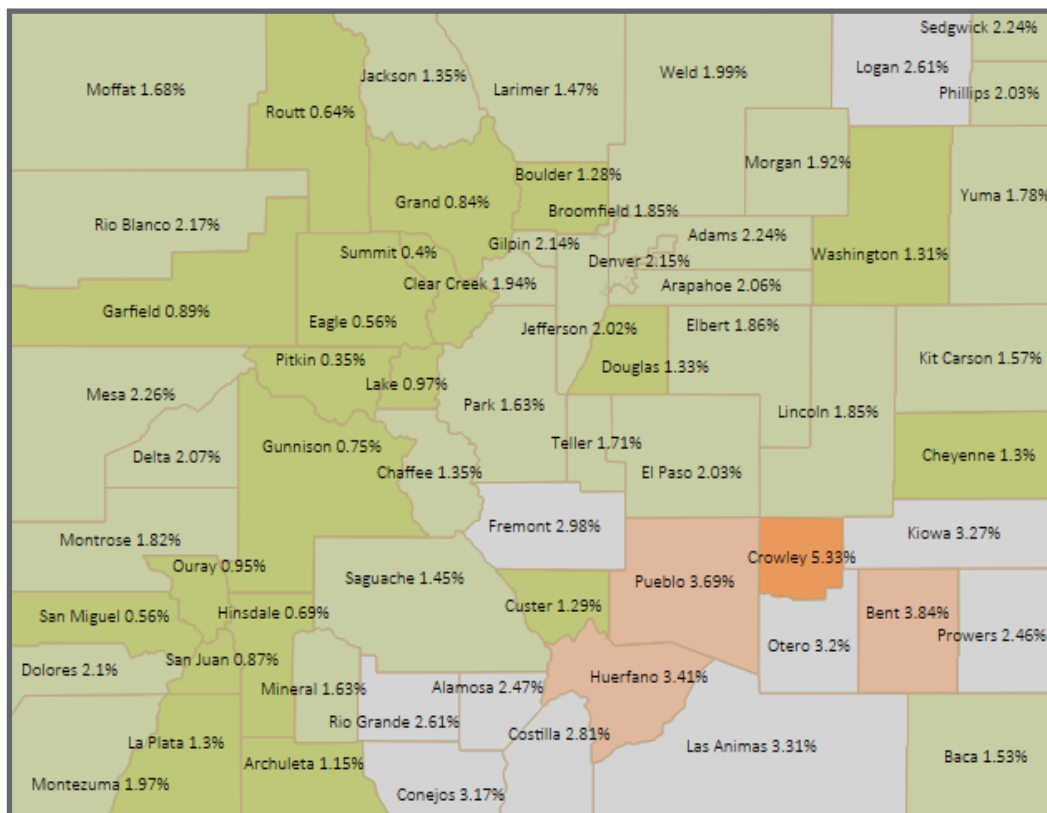 Sedgwick 2.24%
Logan 2.61%
Weld 1.99%
Jackson 1.35%
Moffat 1.68%
Larimer 1.47%
Phillips 2.03%
Routt 0.64%
Morgan 1.92%
Boulder 1.28%
Yuma 1.78%
Grand 0.84%
Broomfield 1.85%
Rio Blanco 2.17%
Adams 2.24%
Gilpin 2.14%
Summit 0.4%
Washington 1.31%
Denver 2.15%
Clear Creek 1.94%
Arapahoe 2.06%
Garfield 0.89%
Eagle 0.56%
Jefferson 2.02%
Elbert 1.86%
Pitkin 0.35%
Kit Carson 1.57%
Douglas 1.33%
Lake 0.97%
Mesa 2.26%
Park 1.63%
Lincoln 1.85%
Gunnison 0.75%
Teller 1.71%
Delta 2.07%
Cheyenne 1.3%
Chaffee 1.35%
El Paso 2.03%
Fremont 2.98%
Kiowa 3.27%
Montrose 1.82%
Crowley 5.33%
Ouray 0.95%
Saguache 1.45%
Pueblo 3.69%
Custer 1.29%
Hinsdale 0.69%
Bent 3.84%
San Miguel 0.56%
Prowers 2.46%
Otero 3.2%
San Juan 0.87%
Dolores 2.1%
Huerfano 3.41%
Mineral 1.63%
Alamosa 2.47%
Rio Grande 2.61%
Costilla 2.81%
La Plata 1.3%
Las Animas 3.31%
Baca 1.53%
Archuleta 1.15%
Montezuma 1.97%
Conejos 3.17%